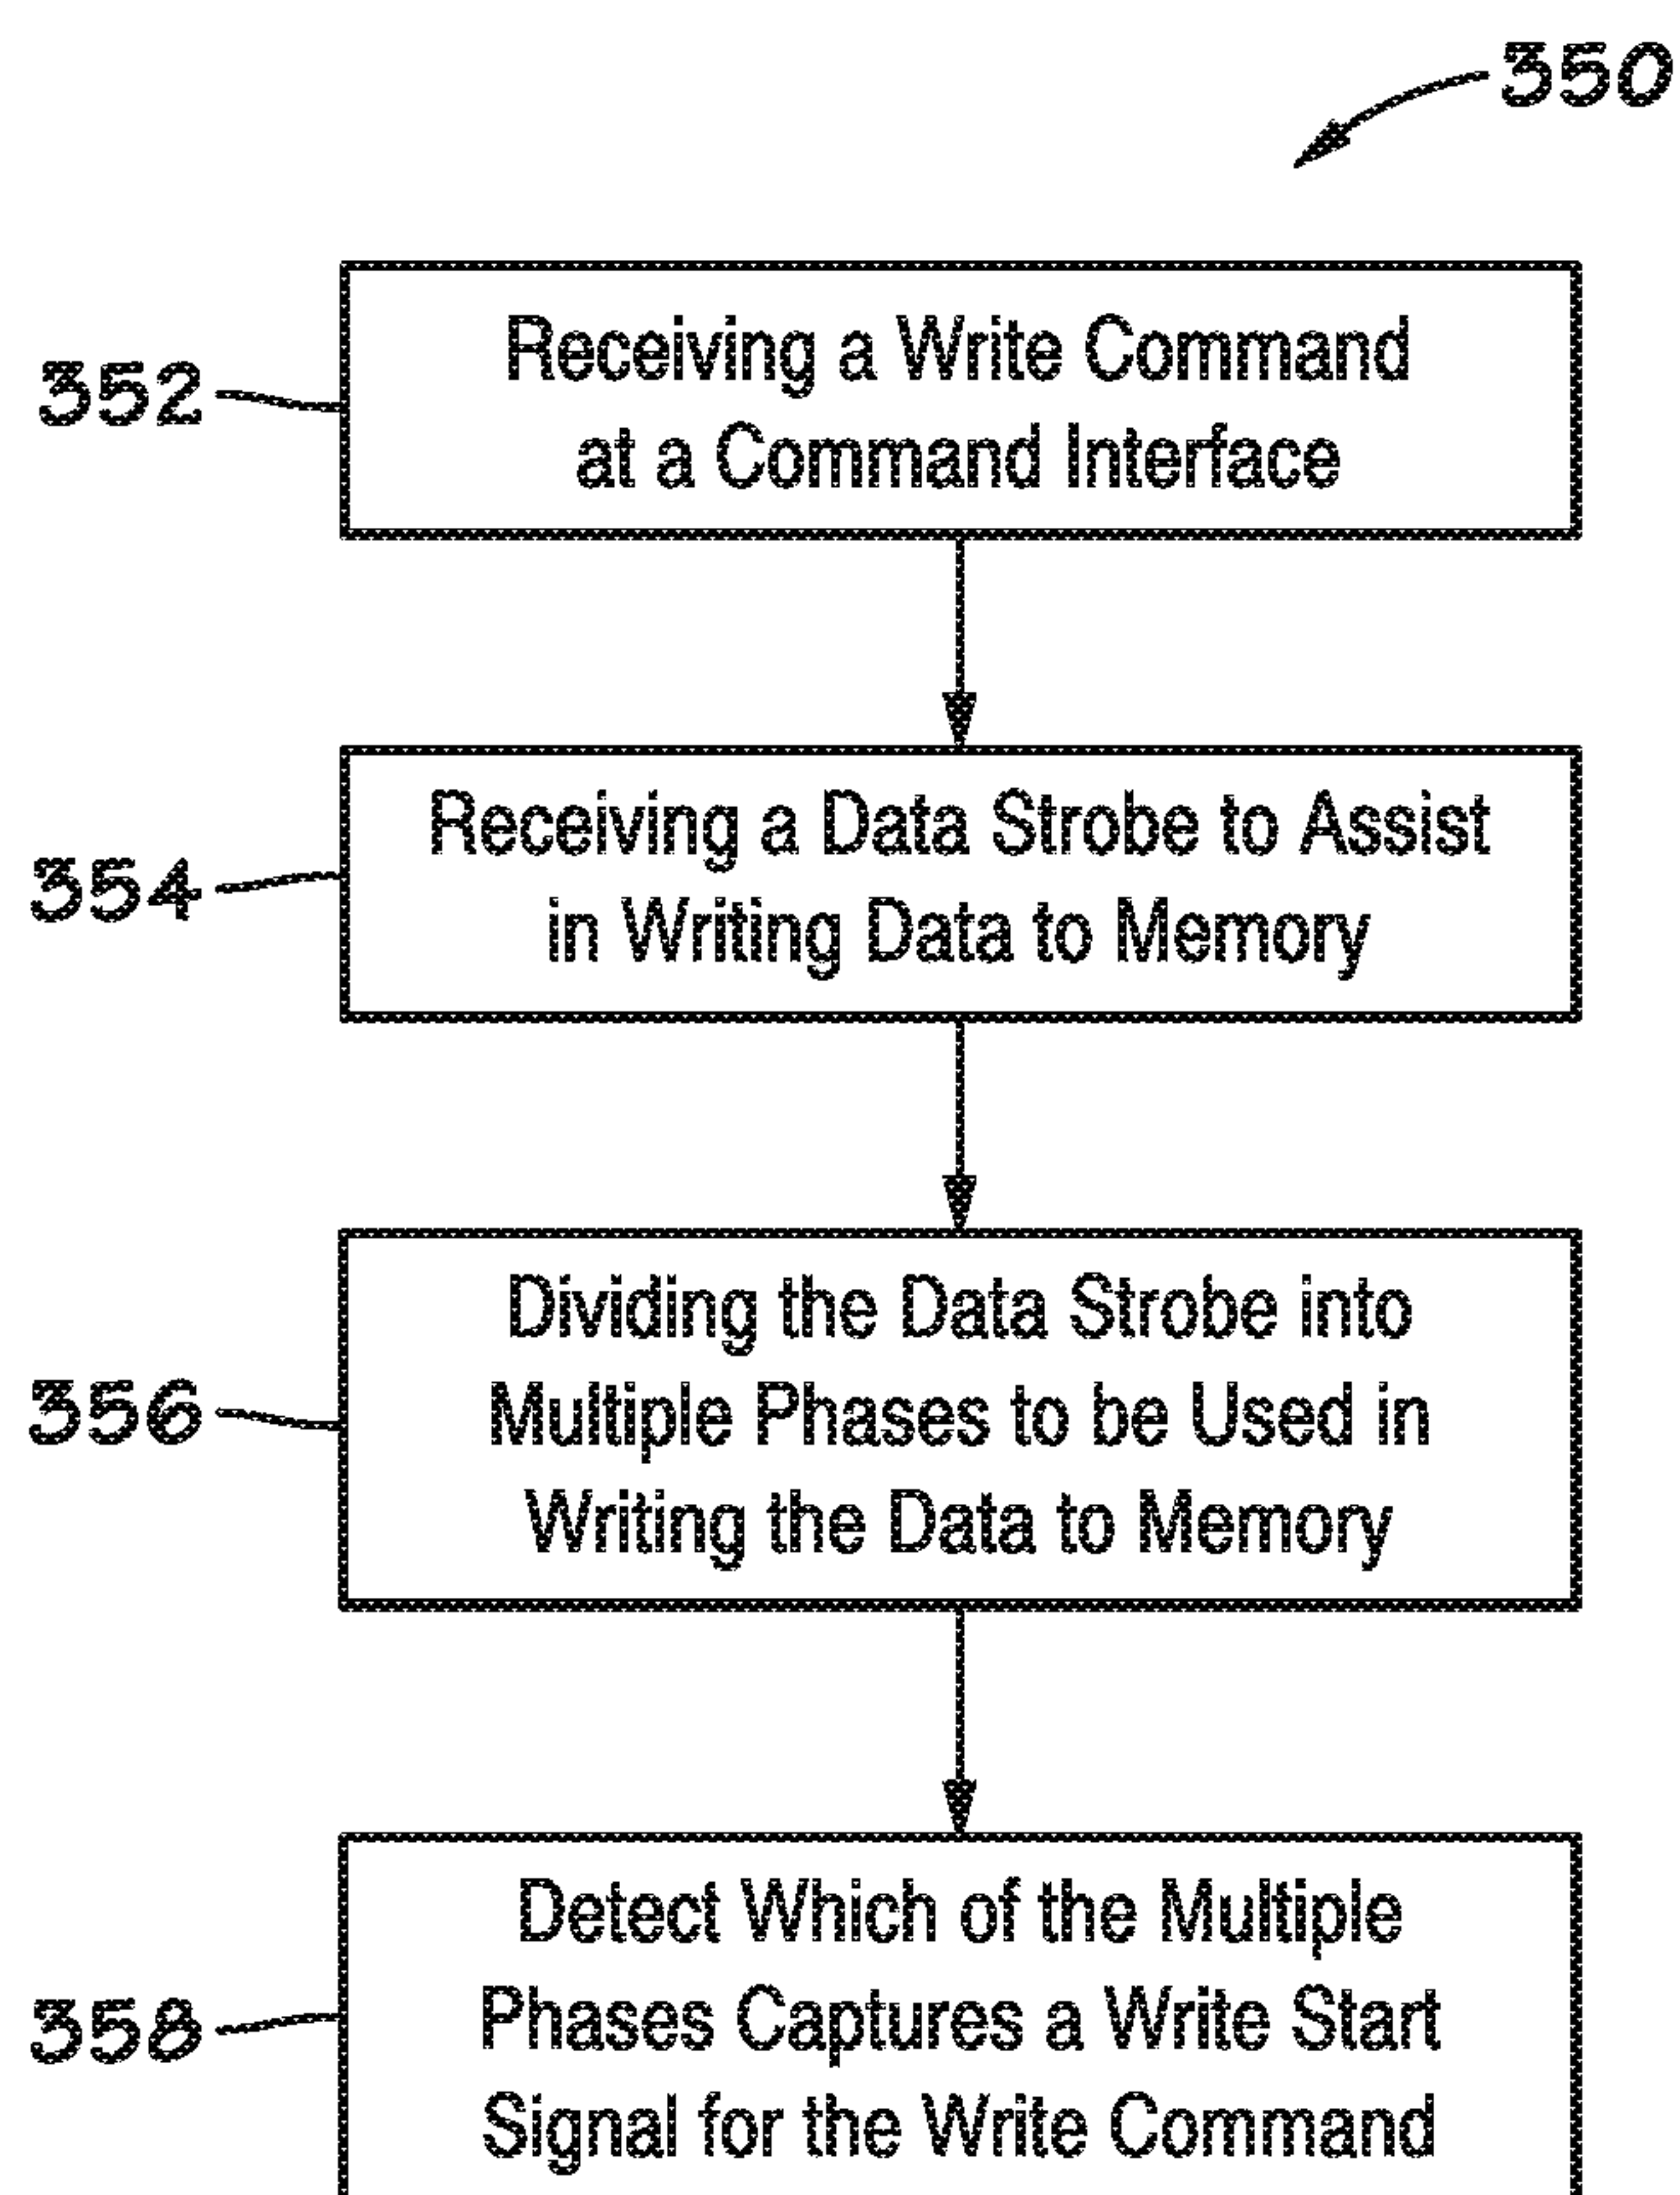 350
352
Receiving a Write Command
at a Command Interface
354
Receiving a Data Strobe to Assist
in Writing Data to Memory
356
Dividing the Data Strobe into
Multiple Phases to be Used in
Writing the Data to Memory
358
Detect Which of the Multiple
Phases Captures a Write Start
Signal for the Write Command